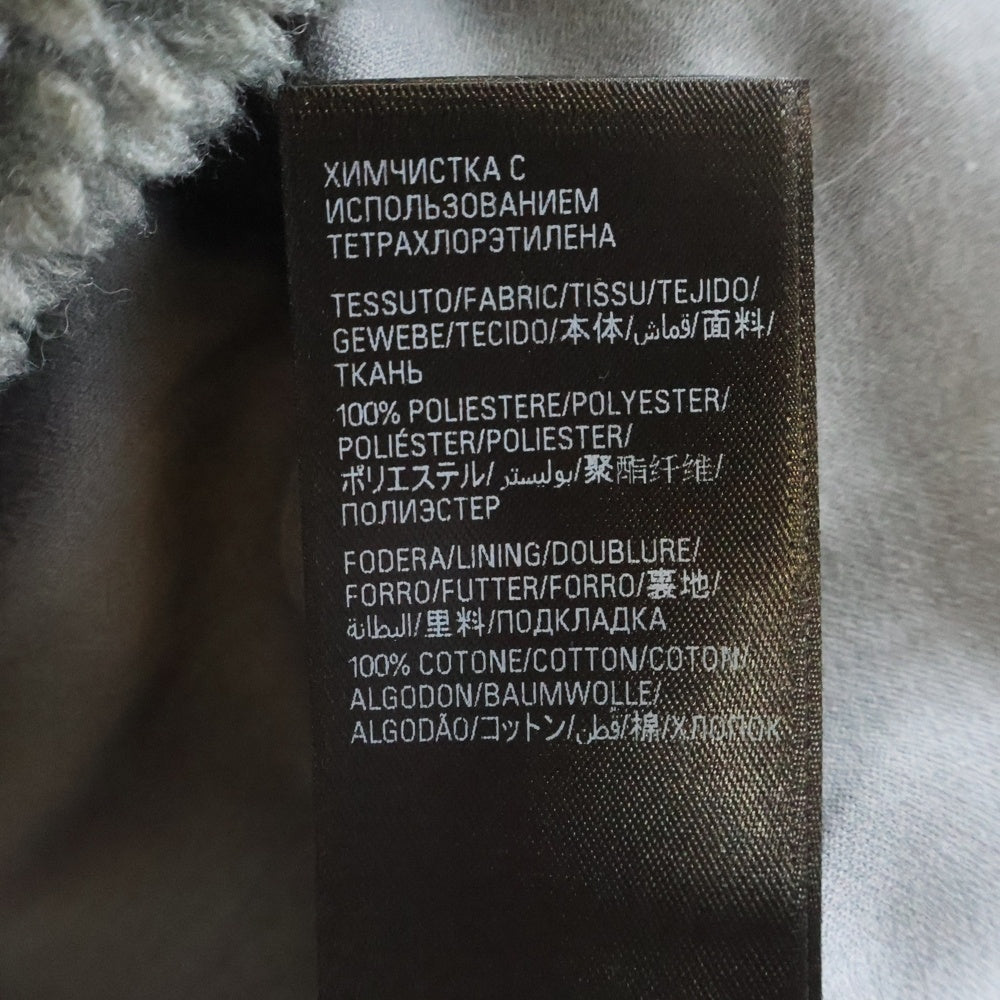 ХИМЧИСТКА С
ИСПОЛЬЗОВАНИЕМ
ТЕТРАХЛОРЭТИЛЕНА
TESSUTO/FABRIC/TISSU/TEJIDO/
GEWEBE/TECIDO/本体/قماش/面料/
ТКАНЬ
100% POLIESTERE/POLYESTER/
POLIÉSTER/POLIESTER/
ポリエステル/بوليستر/聚酯纤维/
ПОЛИЭСТЕР
FODERA/LINING/DOUBLURE/
FORRO/FUTTER/FORRO/裏地/
البطانة/里料/ПОДКЛАДКА
100% COTONE/COTTON/COTON/
ALGODON/BAUMWOLLE/
ALGODÃO/コットン/قطن/棉/ХЛОПОК